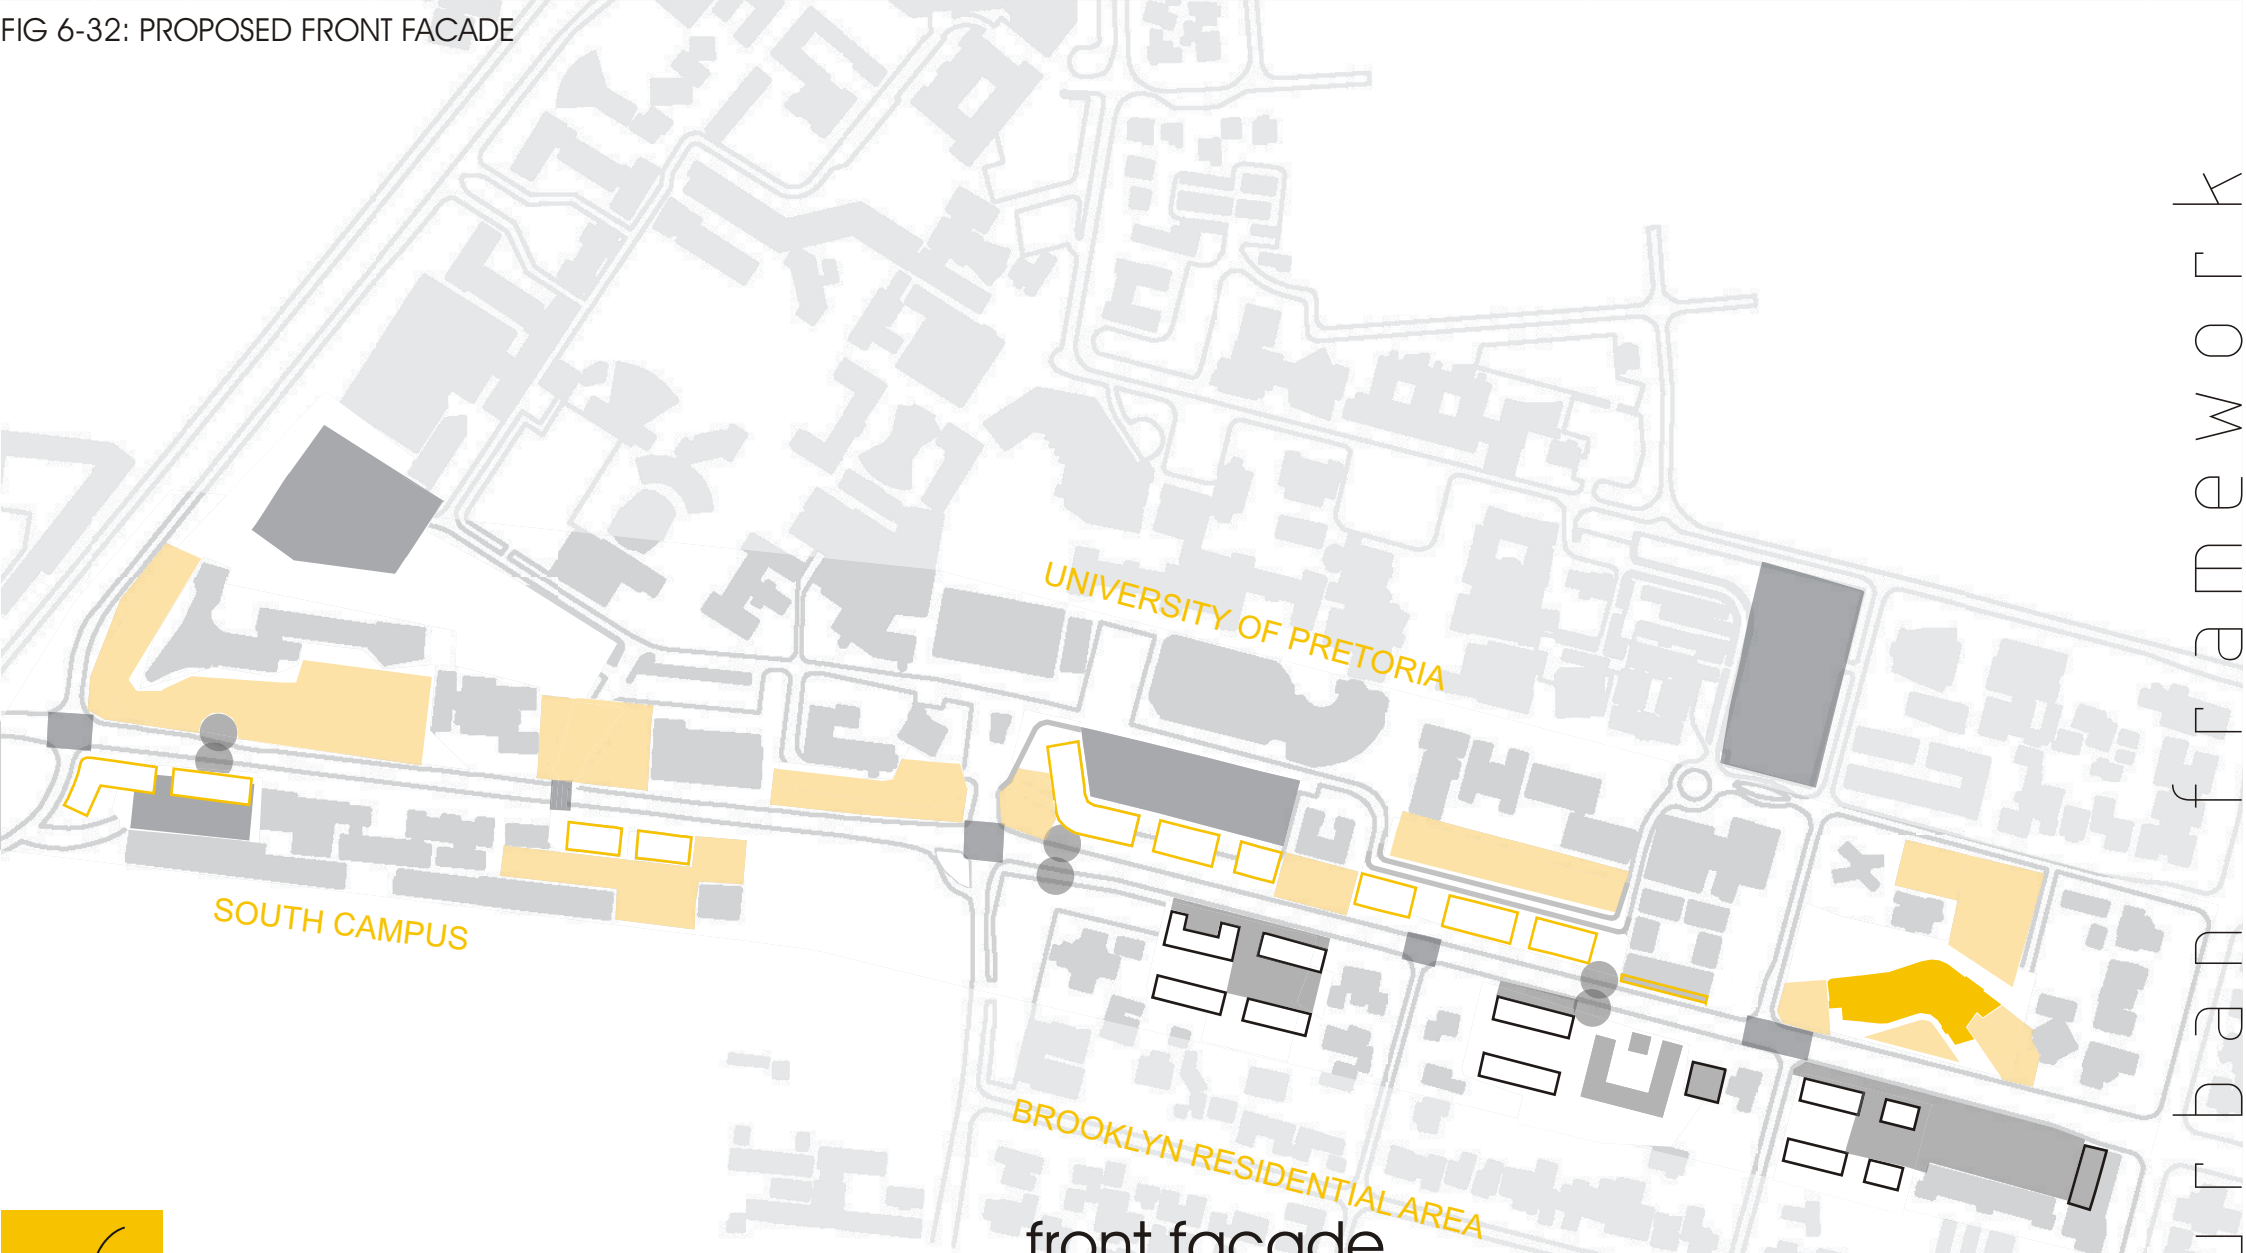 FIG 6-32: PROPOSED FRONT FACADE
UNIVERSITY OF PRETORIA
SOUTH CAMPUS
BROOKLYN RESIDENTIAL AREA
front facade
urban framework